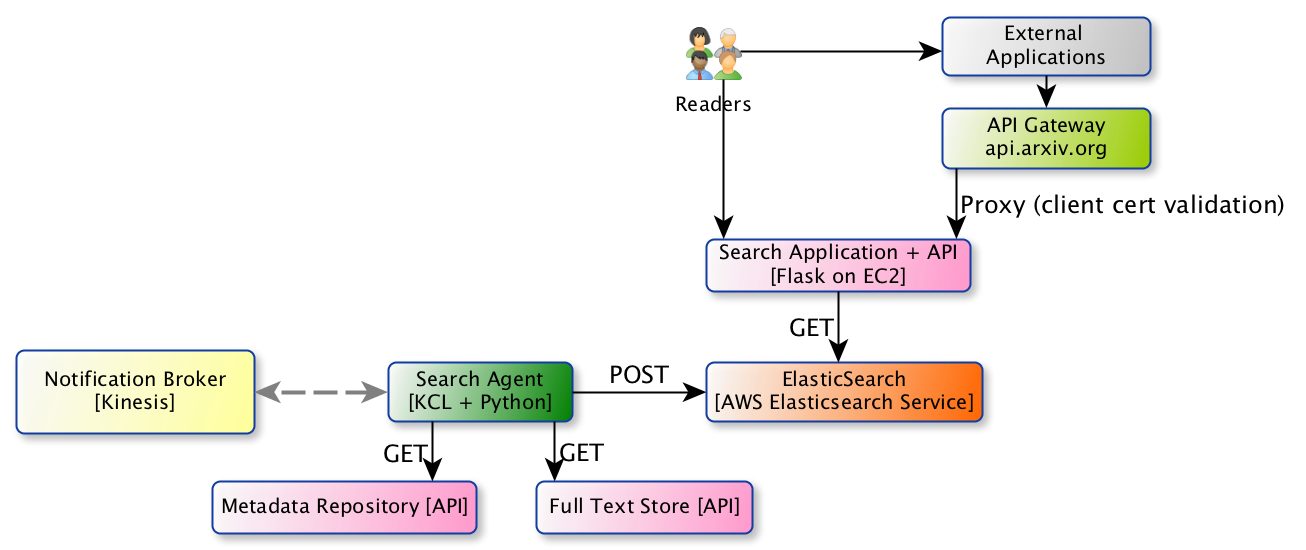 External
Applications
Readers
API Gateway
api.arxiv.org
Proxy (client cert validation)
Search Application + API
[Flask on EC2]
GET
Notification Broker
[Kinesis]
Search Agent
[KCL + Python]
POST
ElasticSearch
[AWS Elasticsearch Service]
GET
GET
Metadata Repository [API]
Full Text Store [API]